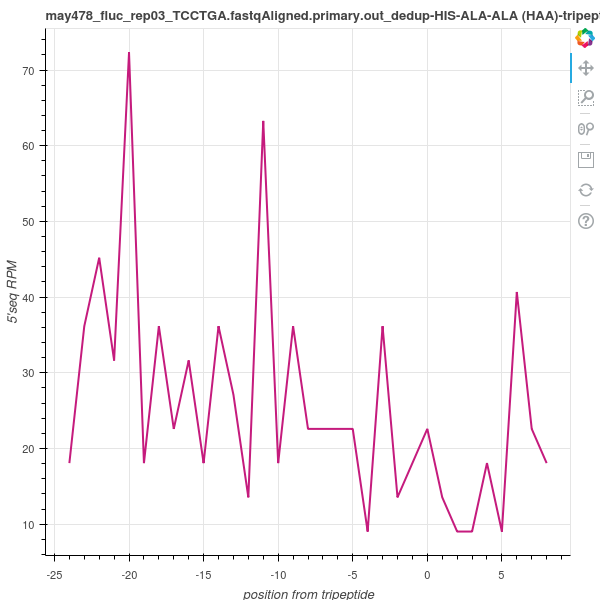 may478_fluc_rep03_TCCTGA.fastqAligned.primary.out_dedup-HIS-ALA-ALA (HAA)-tripept
70
60
50
40
30
20
10
5'seq RPM
-25 -20 -15 -10 -5 0 5
position from tripeptide